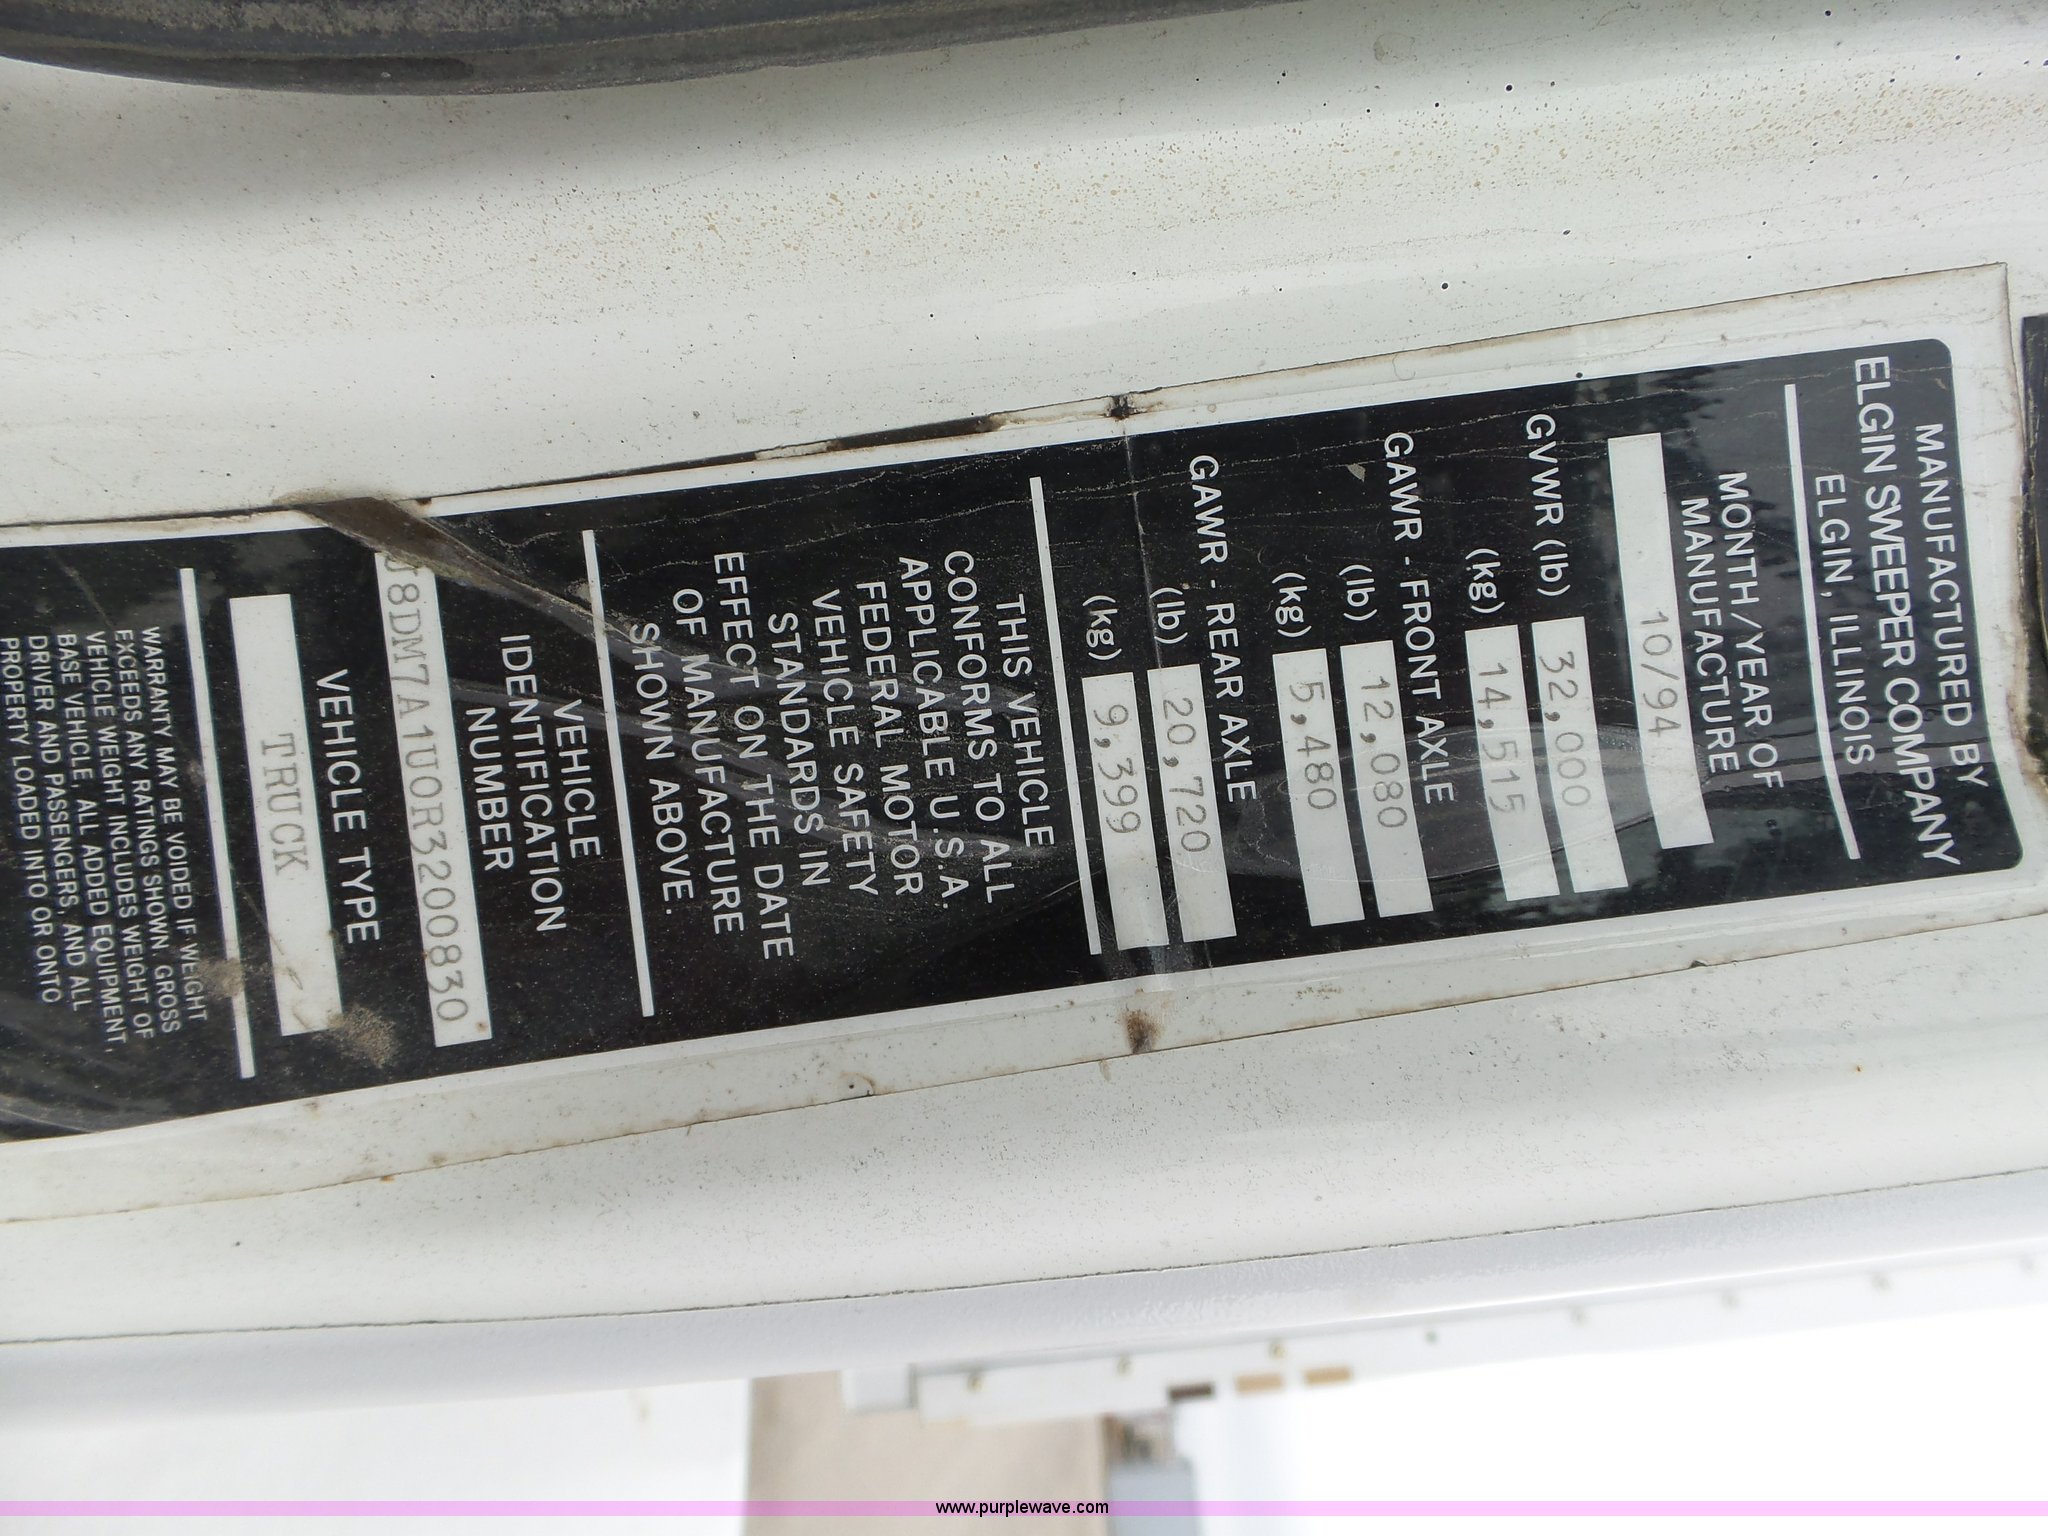 MANUFACTURED BY
ELGIN SWEEPER COMPANY
ELGIN, ILLINOIS
MONTH/YEAR OF
MANUFACTURE
10/94
GVWR (lb) 32,000
(kg) 14,515
GAWR - FRONT AXLE
(lb) 12,080
(kg) 5,480
GAWR - REAR AXLE
(lb) 20,720
(kg) 9,399
THIS VEHICLE
CONFORMS TO ALL
APPLICABLE U.S.A.
FEDERAL MOTOR
VEHICLE SAFETY
STANDARDS IN
EFFECT ON THE DATE
OF MANUFACTURE
SHOWN ABOVE.
VEHICLE
IDENTIFICATION
NUMBER
J8DM7A1U0R3200830
VEHICLE TYPE
TRUCK
WARRANTY MAY BE VOIDED IF WEIGHT
EXCEEDS ANY RATINGS SHOWN. GROSS
VEHICLE WEIGHT INCLUDES WEIGHT OF
BASE VEHICLE, ALL ADDED EQUIPMENT,
DRIVER AND PASSENGERS, AND ALL
PROPERTY LOADED INTO OR ONTO
www.purplewave.com